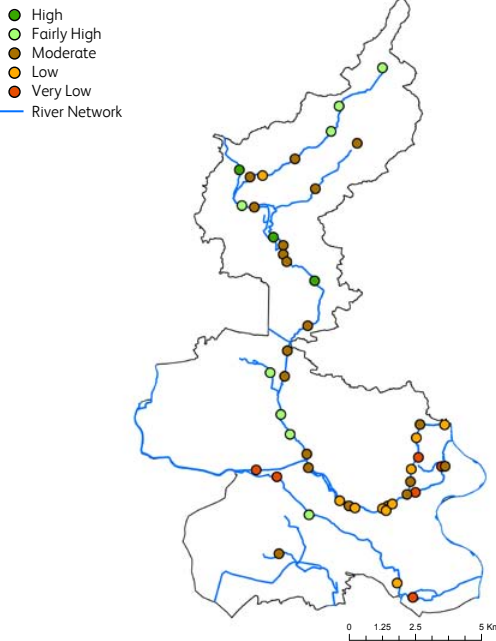 High
Fairly High
Moderate
Low
Very Low
River Network
0 1.25 2.5 5 Km